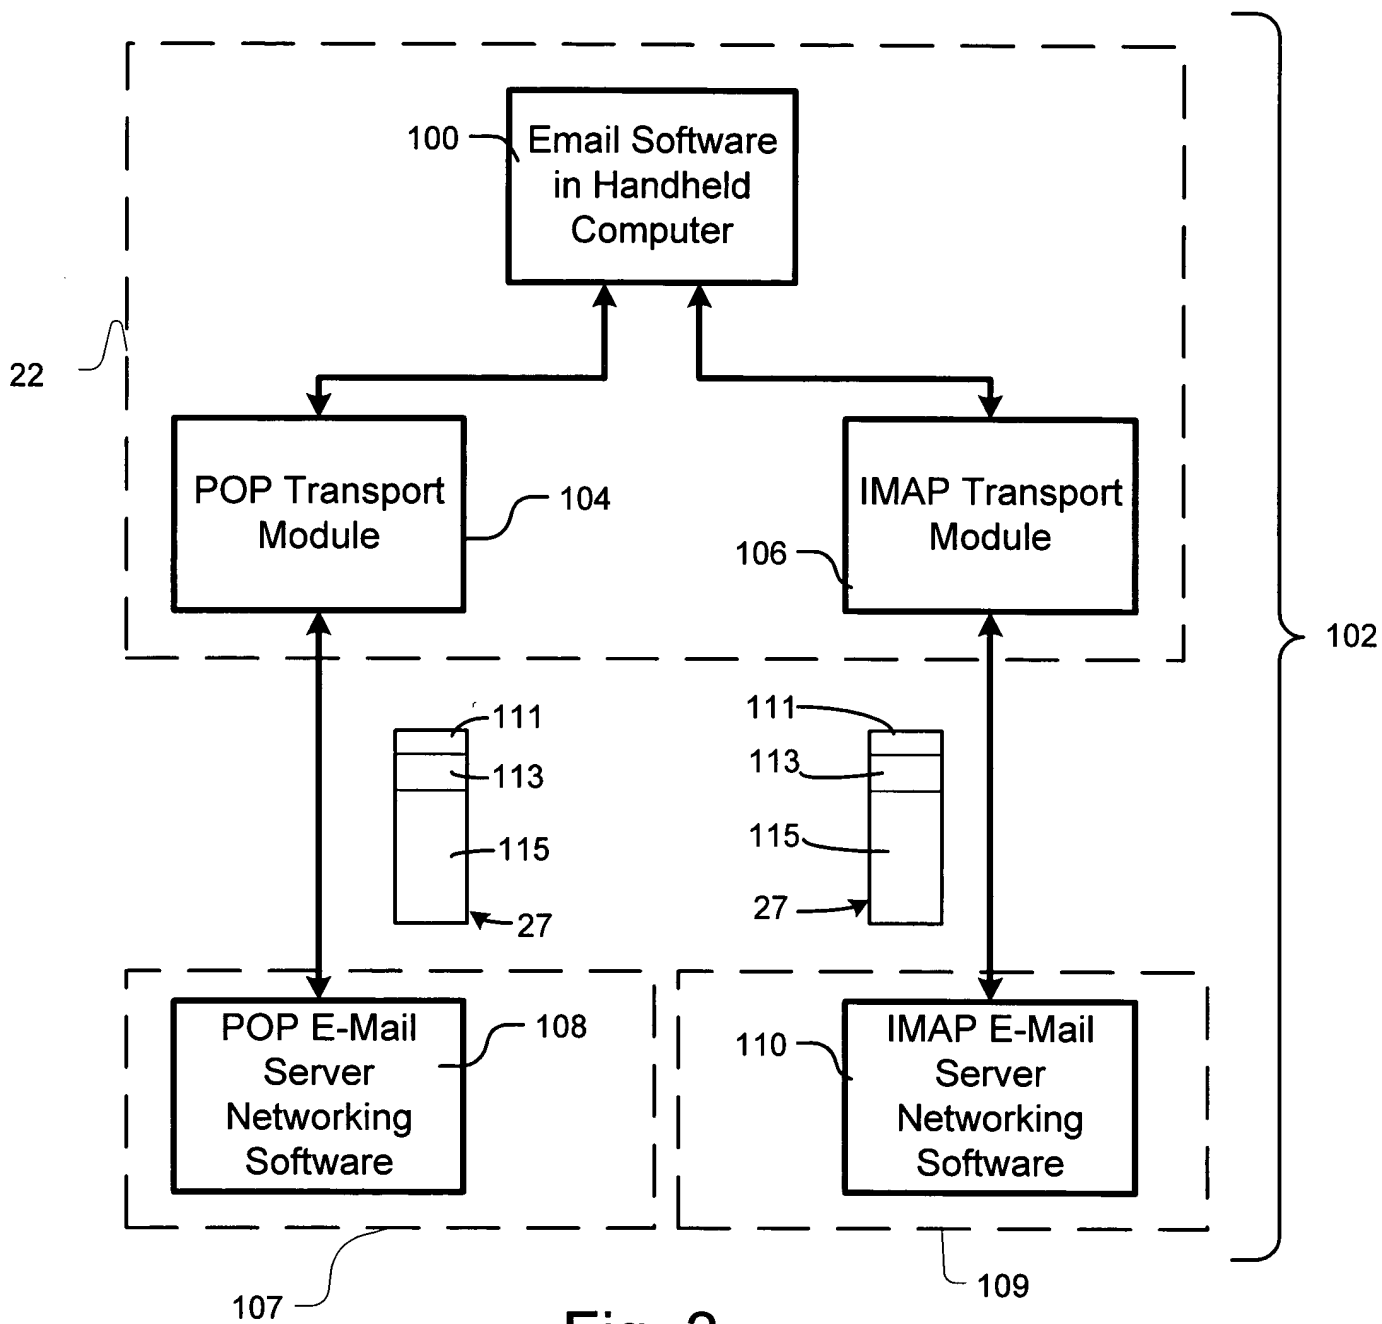 100
Email Software
in Handheld
Computer
22
POP Transport
Module
104
IMAP Transport
Module
106
102
111
113
115
27
111
113
115
27
POP E-Mail
Server
Networking
Software
108
110
IMAP E-Mail
Server
Networking
Software
107
109